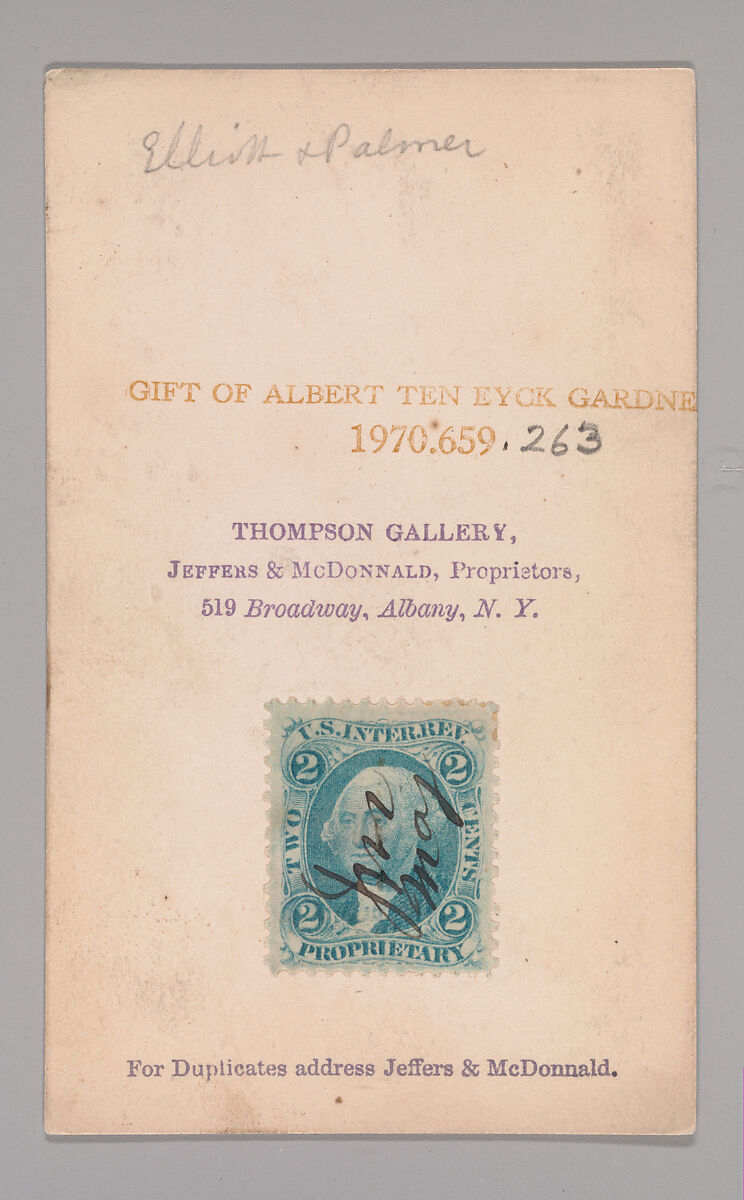 Elliott & Palmer
GIFT OF ALBERT TEN EYCK GARDNE
1970.659.263
THOMPSON GALLERY,
JEFFERS & MCDONNALD, Proprietors,
519 Broadway, Albany, N. Y.
U.S. INTER. REV.
2 2
TWO CENTS
2 2
PROPRIETARY
For Duplicates address Jeffers & McDonnald.